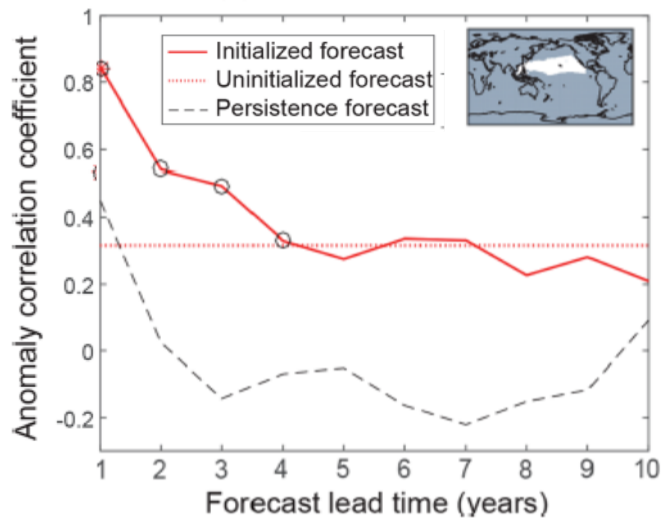 Initialized forecast
Uninitialized forecast
Persistence forecast
Anomaly correlation coefficient
1
0.8
0.6
0.4
0.2
0
-0.2
1 2 3 4 5 6 7 8 9 10
Forecast lead time (years)